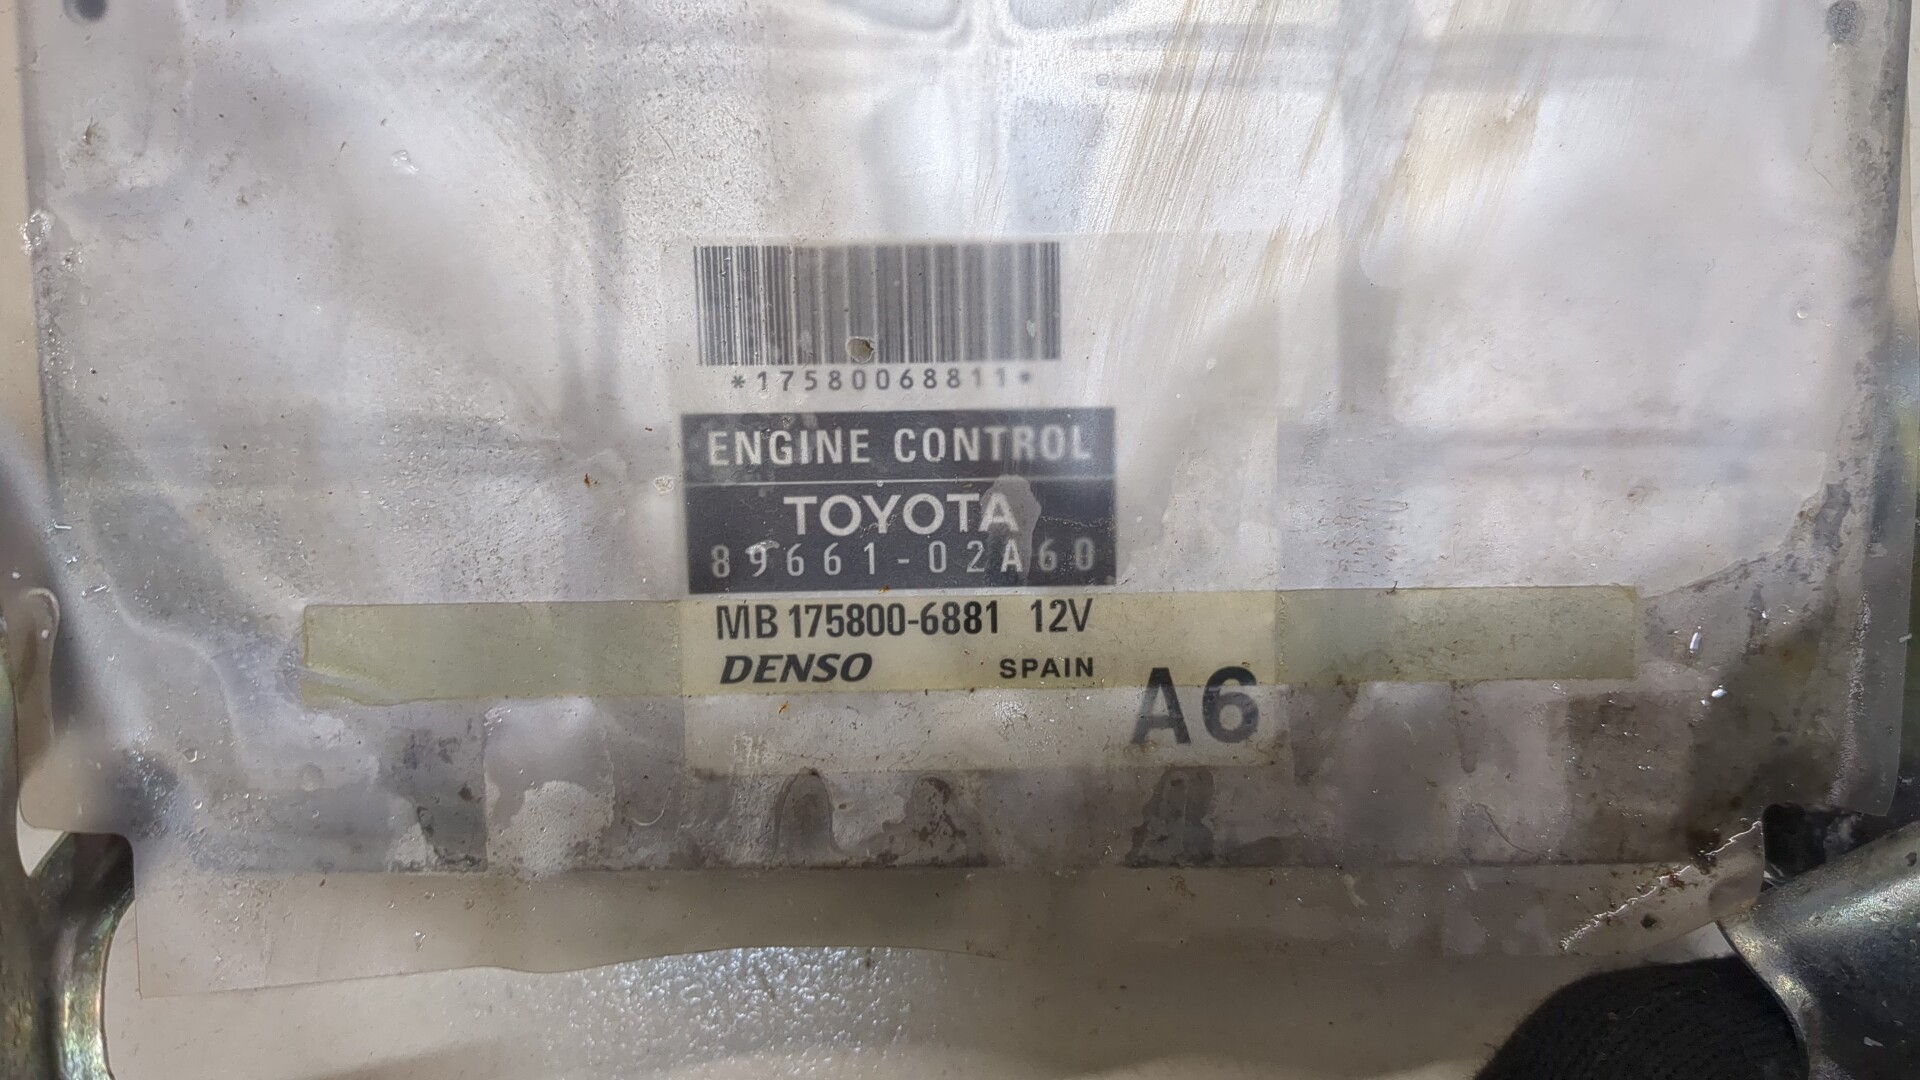 *17580068811*
ENGINE CONTROL
TOYOTA
89661-02A60
MB 175800-6881 12V
DENSO SPAIN
A6